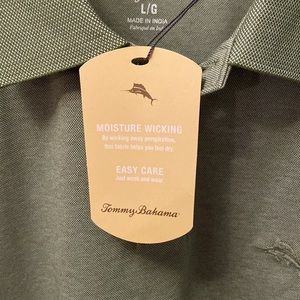 L/G
MADE IN INDIA
Fabriqué en Inde
MOISTURE WICKING
By wicking away perspiration,
this fabric helps you feel dry.
EASY CARE
Just wash and wear
Tommy Bahama